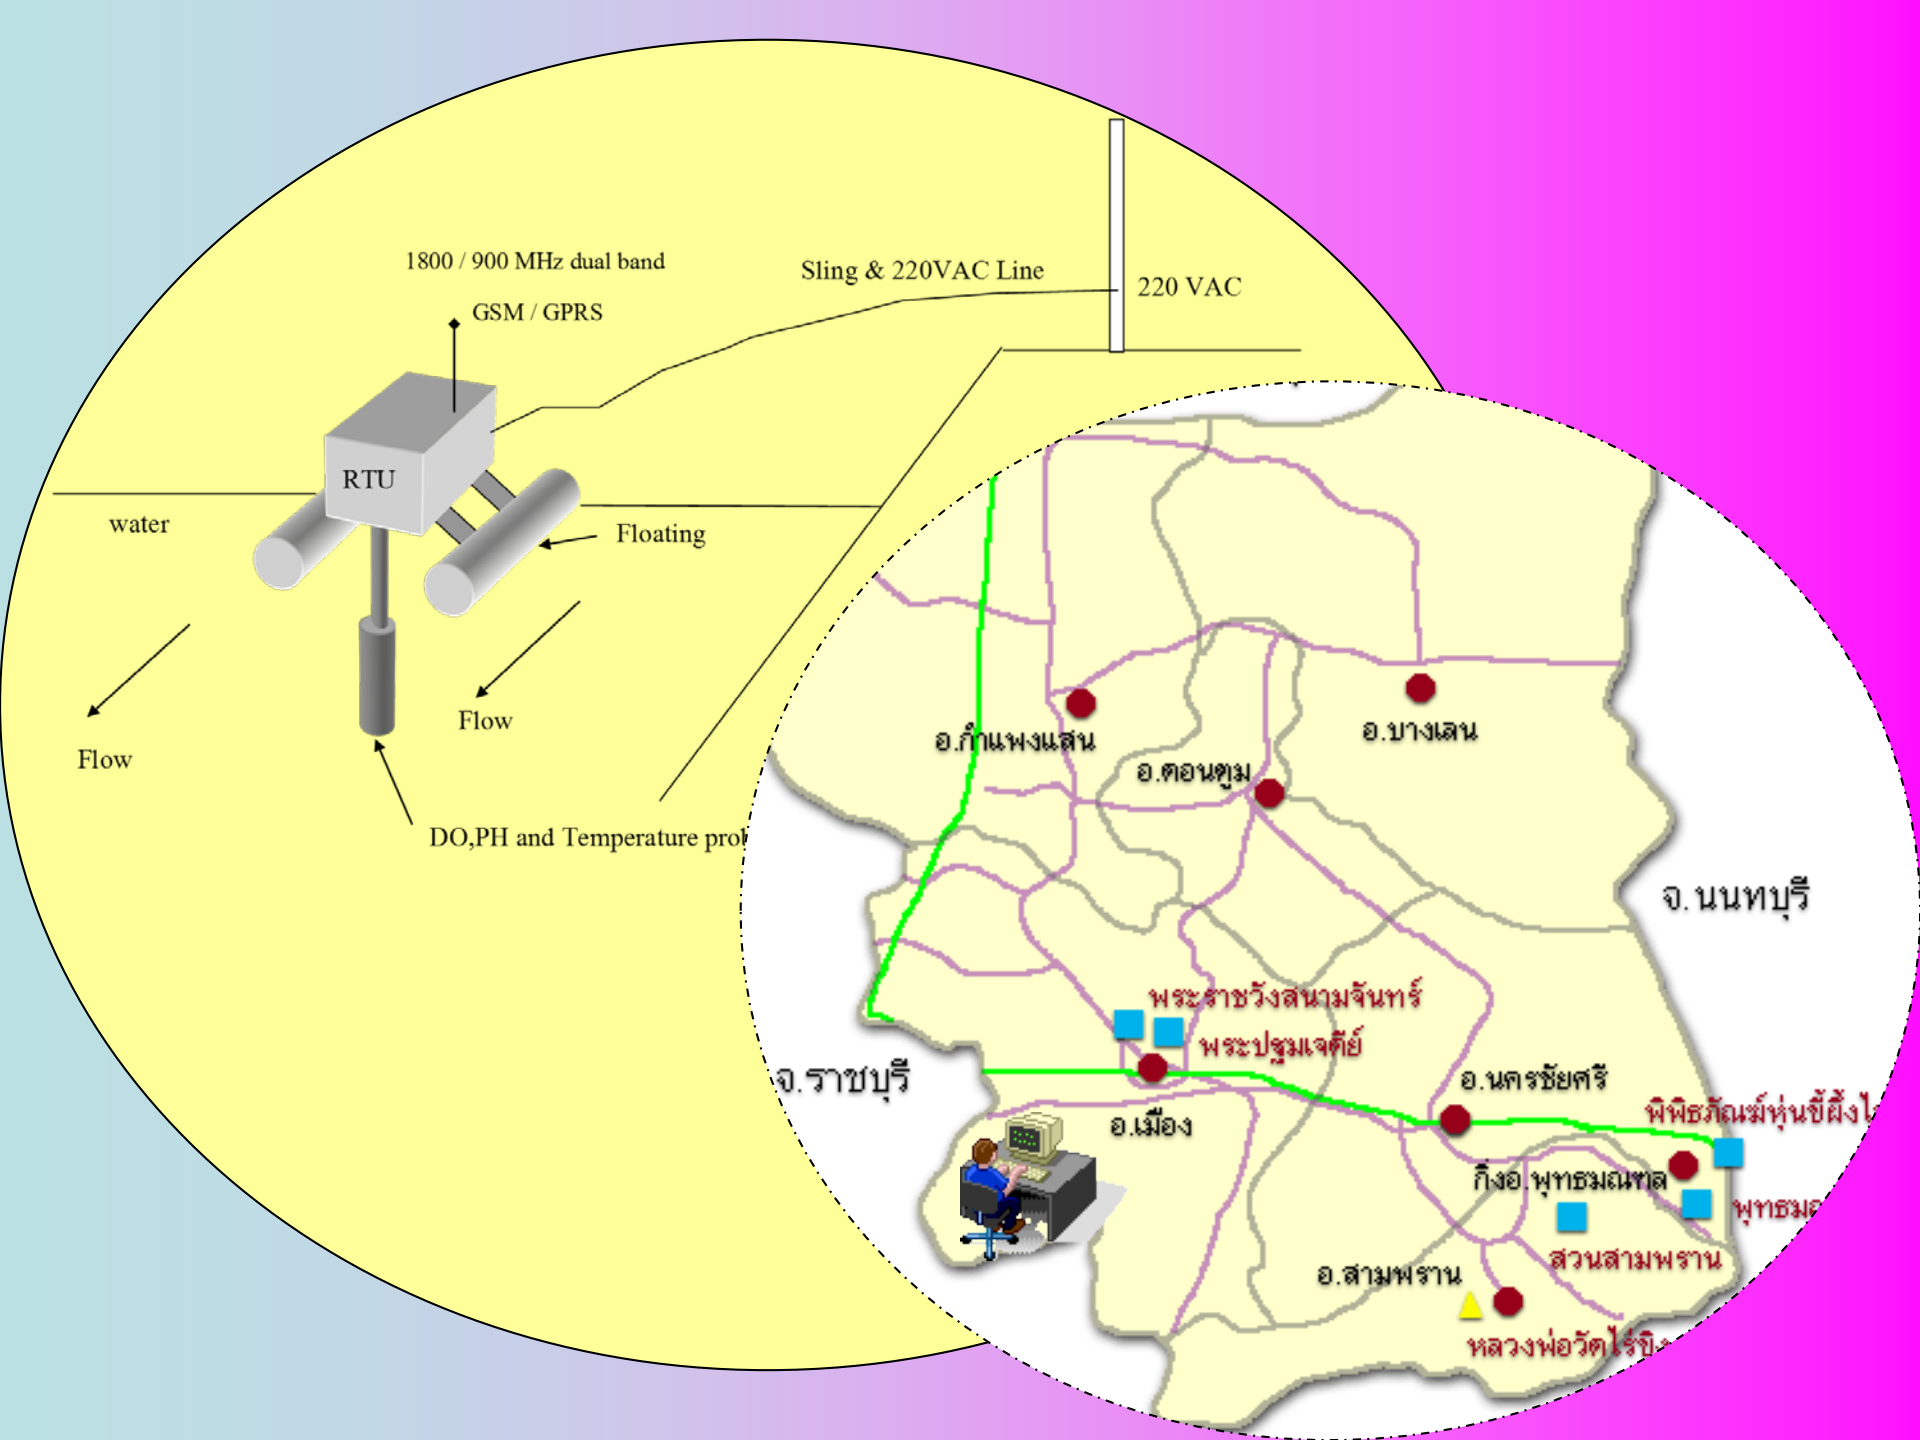 1800 / 900 MHz dual band
GSM / GPRS
Sling & 220VAC Line
220 VAC
RTU
water
Floating
Flow
Flow
DO,PH and Temperature
อ.กำแพงแสน
อ.บางเลน
อ.ดอนตูม
จ.นนทบุรี
พระราชวังสนามจันทร์
พระปฐมเจดีย์
จ.ราชบุรี
อ.นครชัยศรี
อ.เมือง
พิพิธภัณฑ์หุ่นขี้ผึ้ง
กิ่งอ.พุทธมณฑล
สวนสามพราน
อ.สามพราน
หลวงพ่อวัดไร่ขิง